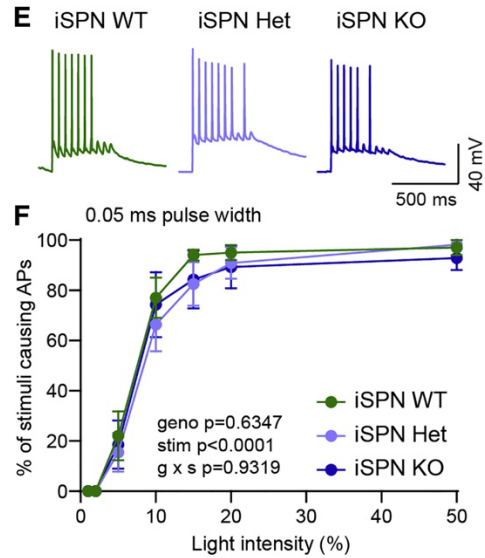 E iSPN WT iSPN Het iSPN KO
40 mV
500 ms
F 0.05 ms pulse width
% of stimuli causing APs
100
80
60
40
20
0
geno p=0.6347
stim p<0.0001
g x s p=0.9319
iSPN WT
iSPN Het
iSPN KO
0 10 20 30 40 50
Light intensity (%)